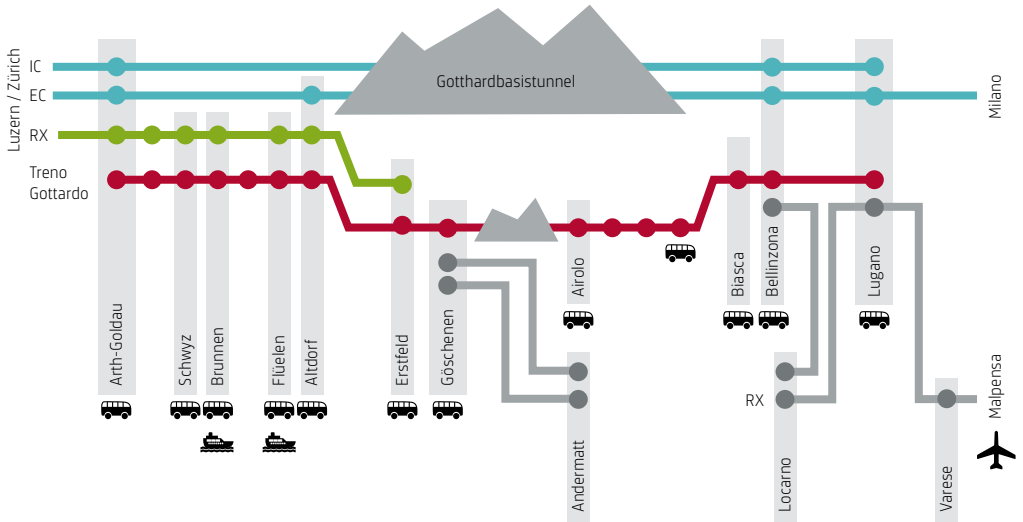 Luzern / Zürich
IC
EC
RX
Treno
Gottardo
Gotthardbasistunnel
Milano
Arth-Goldau
Schwyz
Brunnen
Flüelen
Altdorf
Erstfeld
Göschenen
Airolo
Biasca
Bellinzona
Lugano
Andermatt
RX
Locarno
Varese
Malpensa